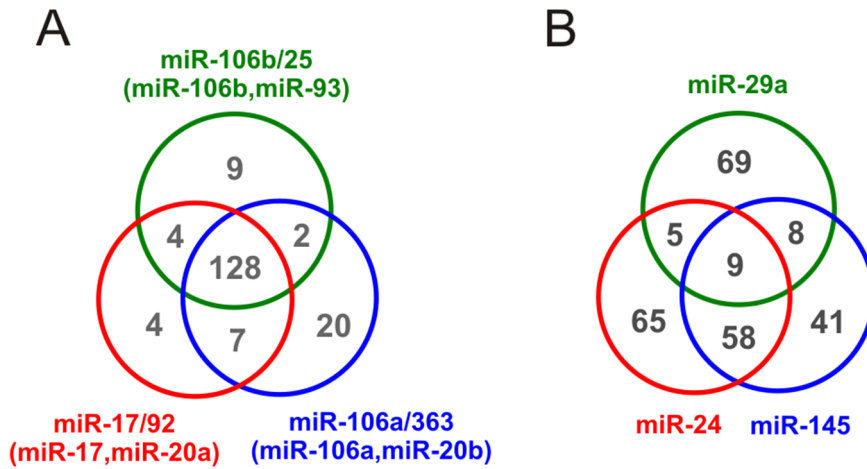 A
miR-106b/25
(miR-106b,miR-93)
9
4
2
128
4
7
20
miR-17/92
(miR-17,miR-20a)
miR-106a/363
(miR-106a,miR-20b)
B
miR-29a
69
5
8
9
65
58
41
miR-24
miR-145